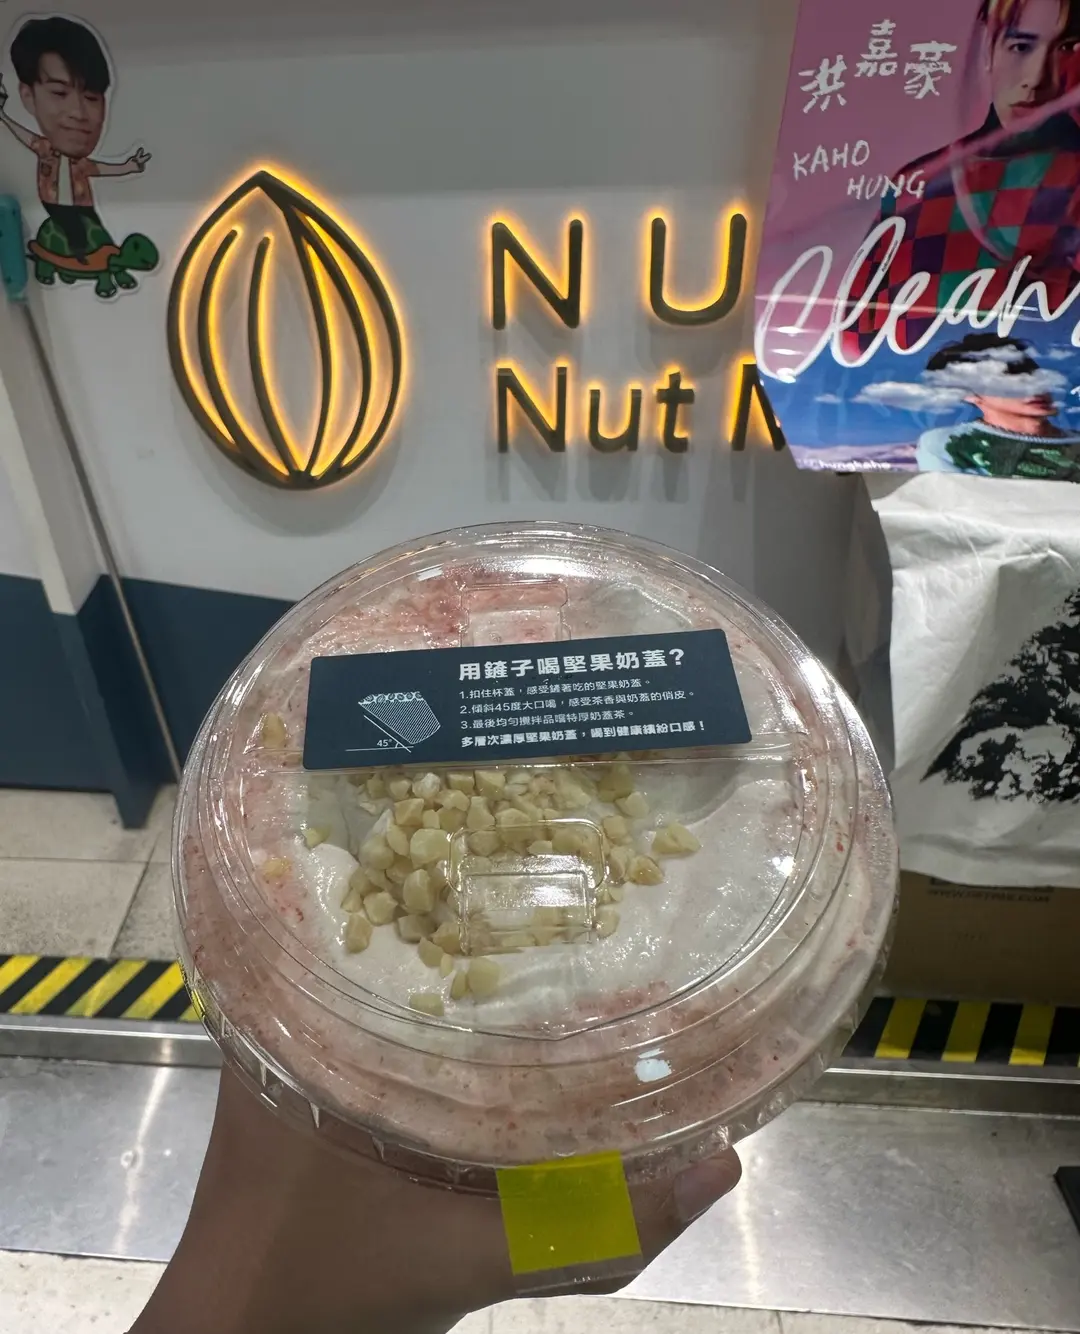 洪嘉豪
KAHO
HUNG
Clean
NU
Nut
用鏟子喝堅果奶蓋?
1.扣住杯蓋，感受鏟著吃的堅果奶蓋。
2.傾斜45度大口喝，感受茶香與奶蓋的俏皮。
3.最後均勻攪拌品嚐特厚奶蓋茶。
多層次濃厚堅果奶蓋，喝到健康繽紛口感！
45°